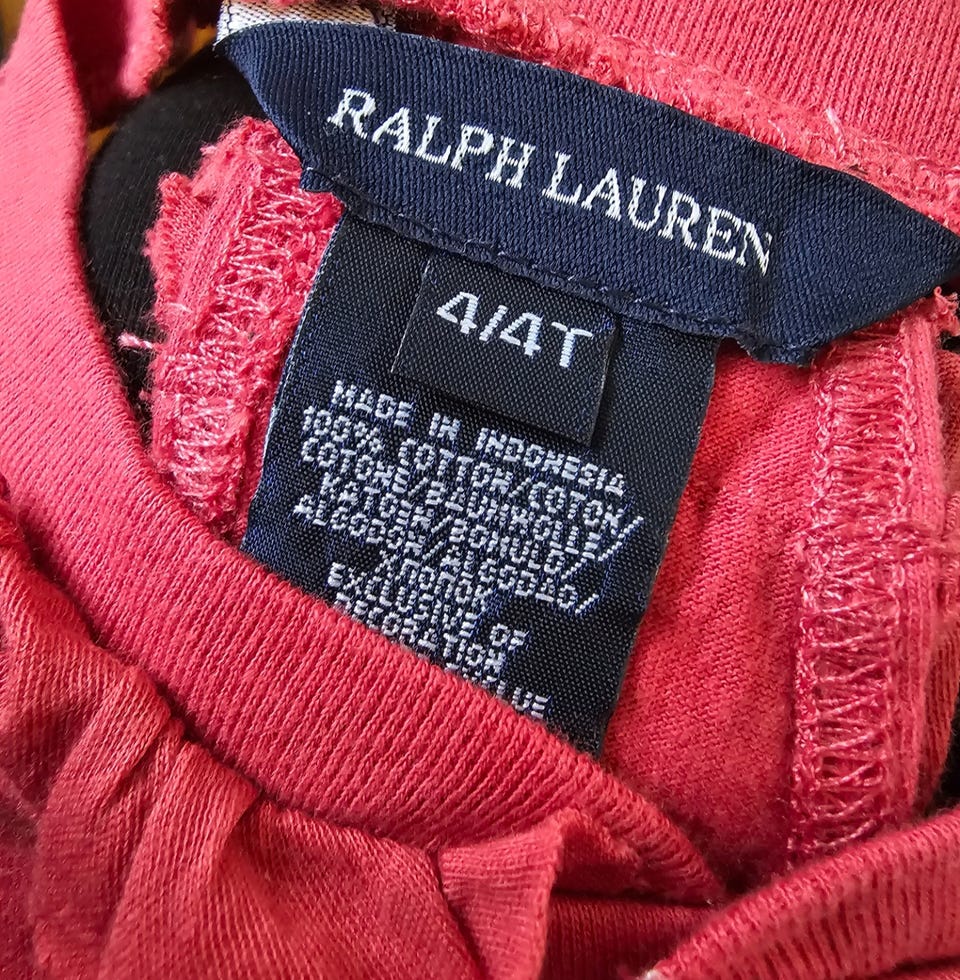 RALPH LAUREN
4/4T
MADE IN INDONESIA
100% COTTON/COTON/
COTONE/BAUMWOLLE/
KATOEN/BOMULD/
ALGODON/ALGODÃO/
EXCLUSIVE OF
DECORATION